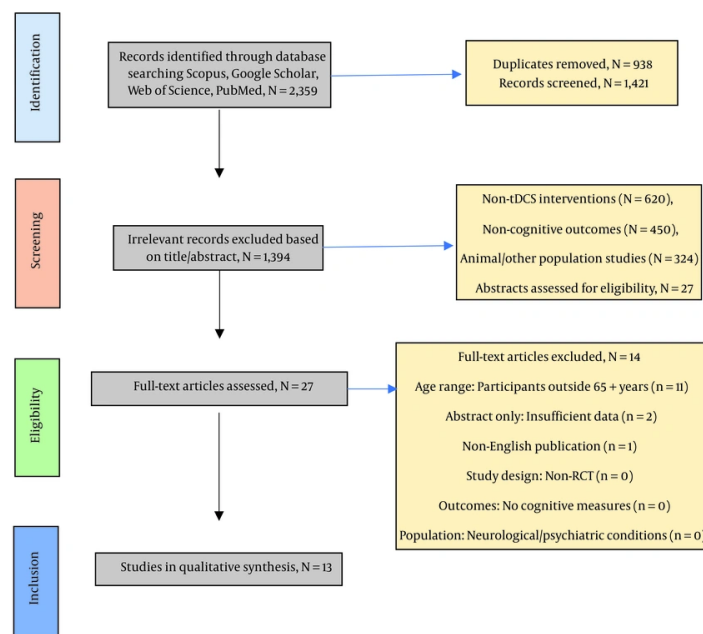 Identification
Records identified through database
searching Scopus, Google Scholar,
Web of Science, PubMed, N = 2,359
Duplicates removed, N = 938
Records screened, N = 1,421
Screening
Irrelevant records excluded based
on title/abstract, N = 1,394
Non-tDCS interventions (N = 620),
Non-cognitive outcomes (N = 450),
Animal/other population studies (N = 324)
Abstracts assessed for eligibility, N = 27
Eligibility
Full-text articles assessed, N = 27
Full-text articles excluded, N = 14
Age range: Participants outside 65 + years (n = 11)
Abstract only: Insufficient data (n = 2)
Non-English publication (n = 1)
Study design: Non-RCT (n = 0)
Outcomes: No cognitive measures (n = 0)
Population: Neurological/psychiatric conditions (n = 0)
Inclusion
Studies in qualitative synthesis, N = 13